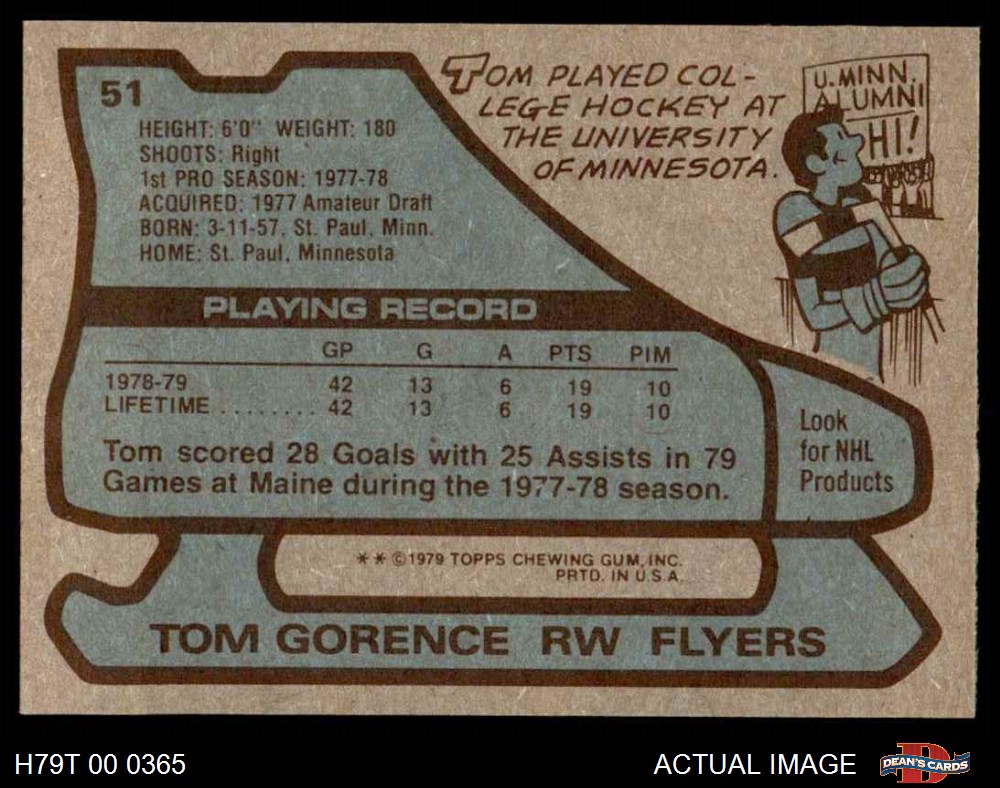 51
HEIGHT: 6'0" WEIGHT: 180
SHOOTS: Right
1st PRO SEASON: 1977-78
ACQUIRED: 1977 Amateur Draft
BORN: 3-11-57, St. Paul, Minn.
HOME: St. Paul, Minnesota
TOM PLAYED COL-
LEGE HOCKEY AT
THE UNIVERSITY
OF MINNESOTA.
U. MINN.
ALUMNI
HI!
PLAYING RECORD
GP G A PTS PIM
1978-79 42 13 6 19 10
LIFETIME ........ 42 13 6 19 10
Tom scored 28 Goals with 25 Assists in 79
Games at Maine during the 1977-78 season.
Look
for NHL
Products
** ©1979 TOPPS CHEWING GUM, INC.
PRTD. IN U.S.A.
TOM GORENCE RW FLYERS
H79T 00 0365
ACTUAL IMAGE
D
DEAN'S CARDS